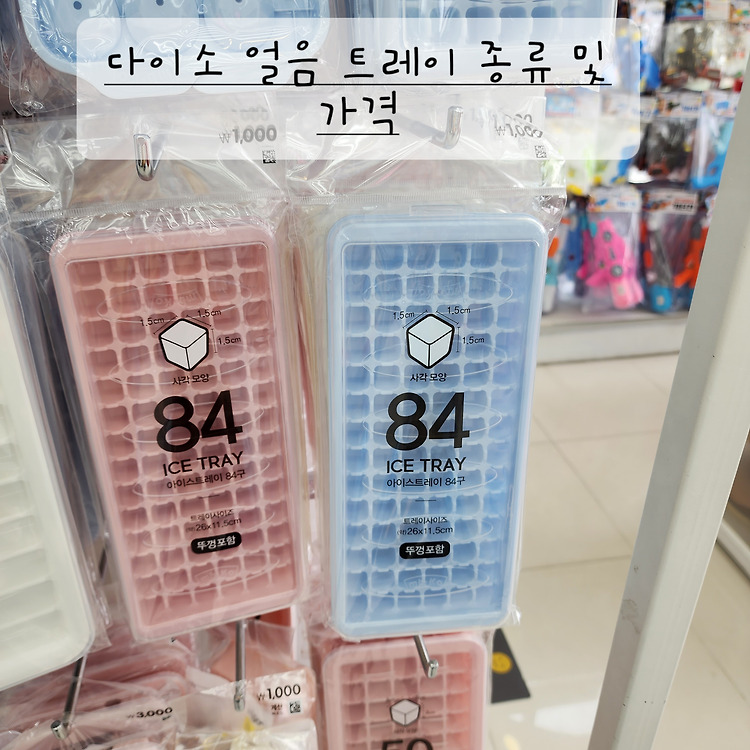 다이소 얼음 트레이 종류 및
가격
₩1,000
₩1,000
1.5cm
1.5cm
1.5cm
사각 모양
84
ICE TRAY
아이스트레이 84구
트레이사이즈
(약)26x11.5cm
뚜껑포함
1.5cm
1.5cm
1.5cm
사각 모양
84
ICE TRAY
아이스트레이 84구
트레이사이즈
(약)26x11.5cm
뚜껑포함
₩3,000
₩1,000